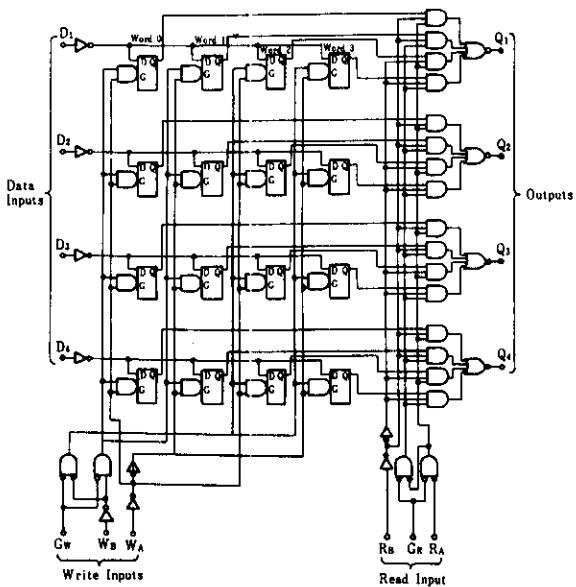 D1
Word 0
Word 1
Word 2
Word 3
Q1
D Q
G
D Q
G
D Q
G
D Q
G
D2
Q2
D Q
G
D Q
G
D Q
G
D Q
G
Data
Inputs
Outputs
D3
Q3
D Q
G
D Q
G
D Q
G
D Q
G
D4
Q4
D Q
G
D Q
G
D Q
G
D Q
G
GW
WB
WA
RB
GR
RA
Write Inputs
Read Input